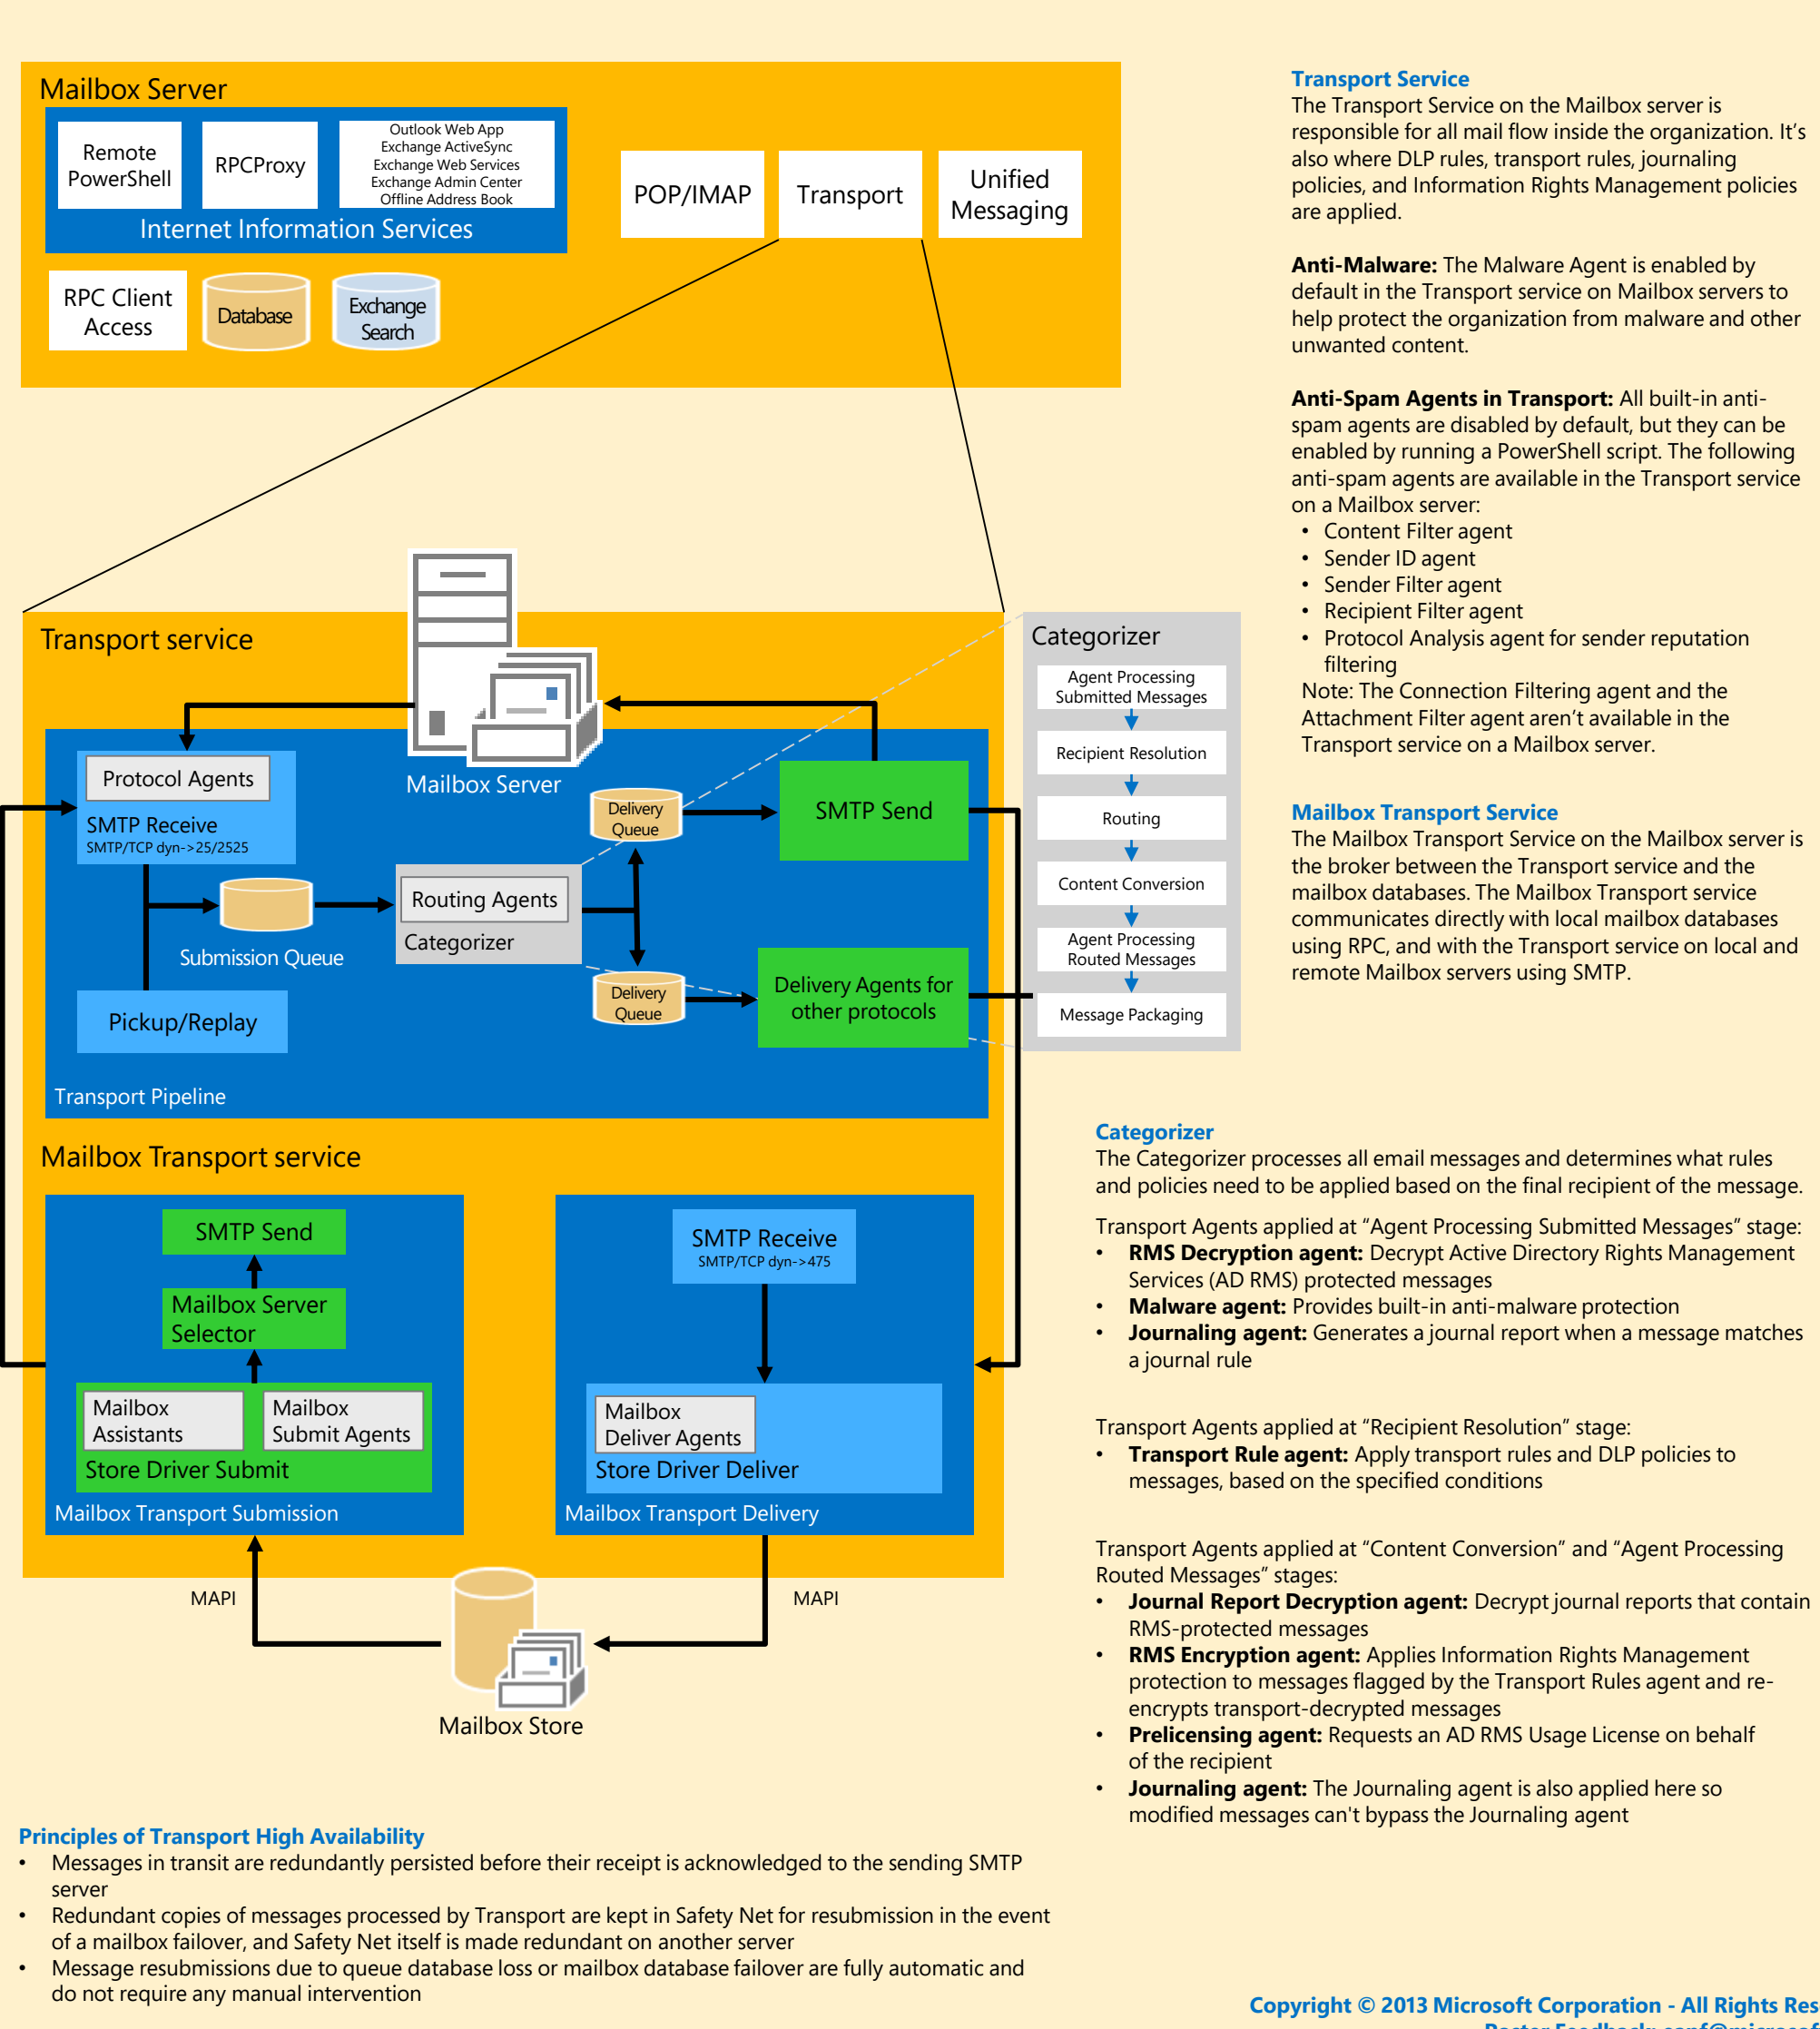 Mailbox Server
Remote
PowerShell
RPCProxy
Outlook Web App
Exchange ActiveSync
Exchange Web Services
Exchange Admin Center
Offline Address Book
Internet Information Services
POP/IMAP
Transport
Unified
Messaging
RPC Client
Access
Database
Exchange
Search
Transport service
Mailbox Server
Protocol Agents
SMTP Receive
SMTP/TCP dyn->25/2525
Submission Queue
Pickup/Replay
Routing Agents
Categorizer
Delivery
Queue
SMTP Send
Delivery
Queue
Delivery Agents for
other protocols
Transport Pipeline
Categorizer
Agent Processing
Submitted Messages
Recipient Resolution
Routing
Content Conversion
Agent Processing
Routed Messages
Message Packaging
Mailbox Transport service
SMTP Send
Mailbox Server
Selector
Mailbox
Assistants
Mailbox
Submit Agents
Store Driver Submit
Mailbox Transport Submission
SMTP Receive
SMTP/TCP dyn->475
Mailbox
Deliver Agents
Store Driver Deliver
Mailbox Transport Delivery
MAPI
MAPI
Mailbox Store
Transport Service
The Transport Service on the Mailbox server is
responsible for all mail flow inside the organization. It’s
also where DLP rules, transport rules, journaling
policies, and Information Rights Management policies
are applied.
Anti-Malware: The Malware Agent is enabled by
default in the Transport service on Mailbox servers to
help protect the organization from malware and other
unwanted content.
Anti-Spam Agents in Transport: All built-in anti-
spam agents are disabled by default, but they can be
enabled by running a PowerShell script. The following
anti-spam agents are available in the Transport service
on a Mailbox server:
• Content Filter agent
• Sender ID agent
• Sender Filter agent
• Recipient Filter agent
• Protocol Analysis agent for sender reputation
filtering
Note: The Connection Filtering agent and the
Attachment Filter agent aren’t available in the
Transport service on a Mailbox server.
Mailbox Transport Service
The Mailbox Transport Service on the Mailbox server is
the broker between the Transport service and the
mailbox databases. The Mailbox Transport service
communicates directly with local mailbox databases
using RPC, and with the Transport service on local and
remote Mailbox servers using SMTP.
Categorizer
The Categorizer processes all email messages and determines what rules
and policies need to be applied based on the final recipient of the message.
Transport Agents applied at “Agent Processing Submitted Messages” stage:
• RMS Decryption agent: Decrypt Active Directory Rights Management
Services (AD RMS) protected messages
• Malware agent: Provides built-in anti-malware protection
• Journaling agent: Generates a journal report when a message matches
a journal rule
Transport Agents applied at “Recipient Resolution” stage:
• Transport Rule agent: Apply transport rules and DLP policies to
messages, based on the specified conditions
Transport Agents applied at “Content Conversion” and “Agent Processing
Routed Messages” stages:
• Journal Report Decryption agent: Decrypt journal reports that contain
RMS-protected messages
• RMS Encryption agent: Applies Information Rights Management
protection to messages flagged by the Transport Rules agent and re-
encrypts transport-decrypted messages
• Prelicensing agent: Requests an AD RMS Usage License on behalf
of the recipient
• Journaling agent: The Journaling agent is also applied here so
modified messages can't bypass the Journaling agent
Principles of Transport High Availability
• Messages in transit are redundantly persisted before their receipt is acknowledged to the sending SMTP
server
• Redundant copies of messages processed by Transport are kept in Safety Net for resubmission in the event
of a mailbox failover, and Safety Net itself is made redundant on another server
• Message resubmissions due to queue database loss or mailbox database failover are fully automatic and
do not require any manual intervention
Copyright © 2013 Microsoft Corporation - All Rights Res